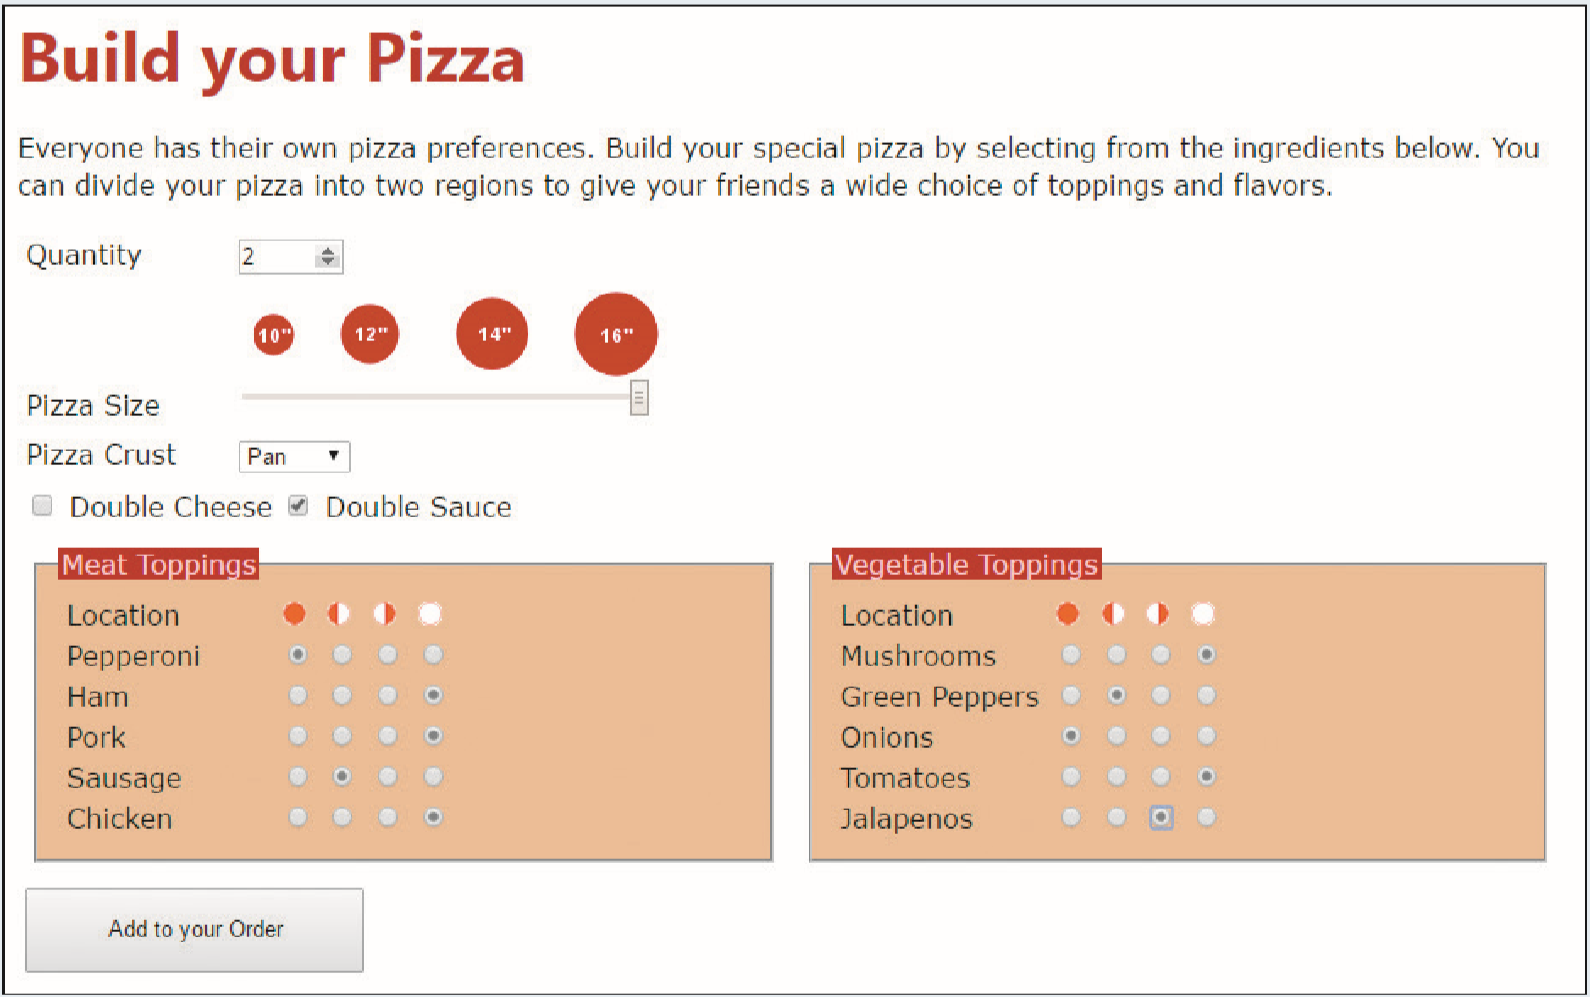 Build your Pizza
Everyone has their own pizza preferences. Build your special pizza by selecting from the ingredients below. You
can divide your pizza into two regions to give your friends a wide choice of toppings and flavors.
Quantity 2
10" 12" 14" 16"
Pizza Size
Pizza Crust Pan
Double Cheese Double Sauce
Meat Toppings
Location
Pepperoni
Ham
Pork
Sausage
Chicken
Vegetable Toppings
Location
Mushrooms
Green Peppers
Onions
Tomatoes
Jalapenos
Add to your Order